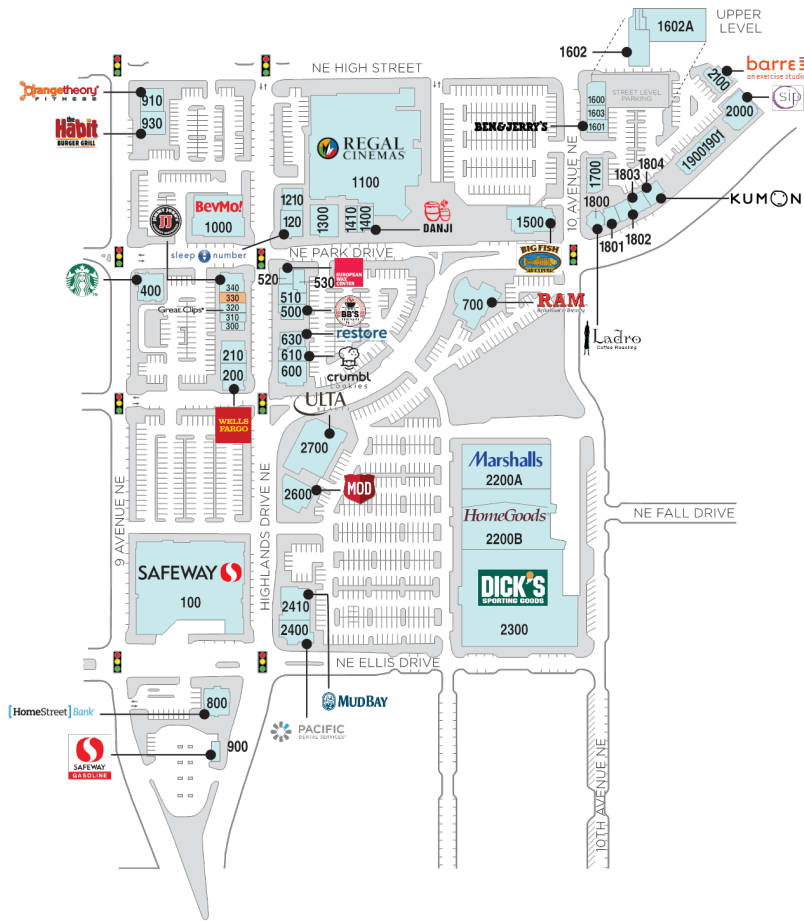 UPPER
LEVEL
1602A
1602
NE HIGH STREET
barre3
an exercise studio
2100
orangetheory®
FITNESS
910
STREET LEVEL
PARKING
sip
2000
1600
1603
1601
the
Habit
BURGER GRILL
930
BEN&JERRY'S
REGAL
CINEMAS
1100
1900
1901
1804
1803
1700
10 AVENUE NE
KUMON
BevMo!
1000
1210
120
1300
1410
1400
DANJI
1800
1500
1801
1802
JJ
sleep number
NE PARK DRIVE
BIG FISH
GRILL
400
340
330
320
310
300
Great Clips®
520
530
EUROPEAN
WAX
CENTER
510
500
BB'S
700
RAM
Ladro
Coffee Roasting
630
restore
610
600
crumbl
cookies
210
200
WELLS
FARGO
ULTA
BEAUTY
2700
2600
MOD
Marshalls
2200A
HomeGoods
2200B
NE FALL DRIVE
9 AVENUE NE
HIGHLANDS DRIVE NE
SAFEWAY
100
DICK'S
SPORTING GOODS
2300
2410
2400
NE ELLIS DRIVE
MUDBAY
[HomeStreet]Bank
800
PACIFIC
DENTAL SERVICES®
SAFEWAY
GASOLINE
900
10TH AVENUE NE